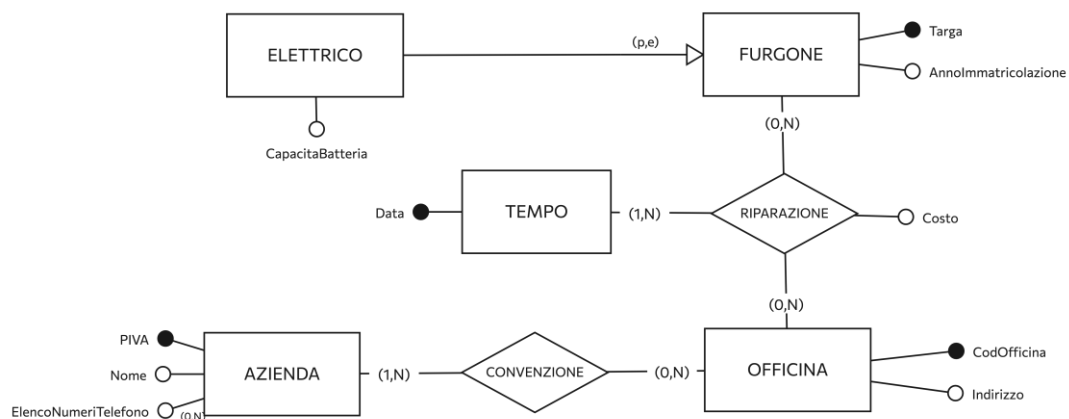 (p,e)
ELETTRICO
FURGONE
Targa
AnnoImmatricolazione
(0,N)
CapacitaBatteria
Data
TEMPO
(1,N)
RIPARAZIONE
Costo
(0,N)
PIVA
Nome
ElencoNumeriTelefono
(0,N)
AZIENDA
(1,N)
CONVENZIONE
(0,N)
OFFICINA
CodOfficina
Indirizzo